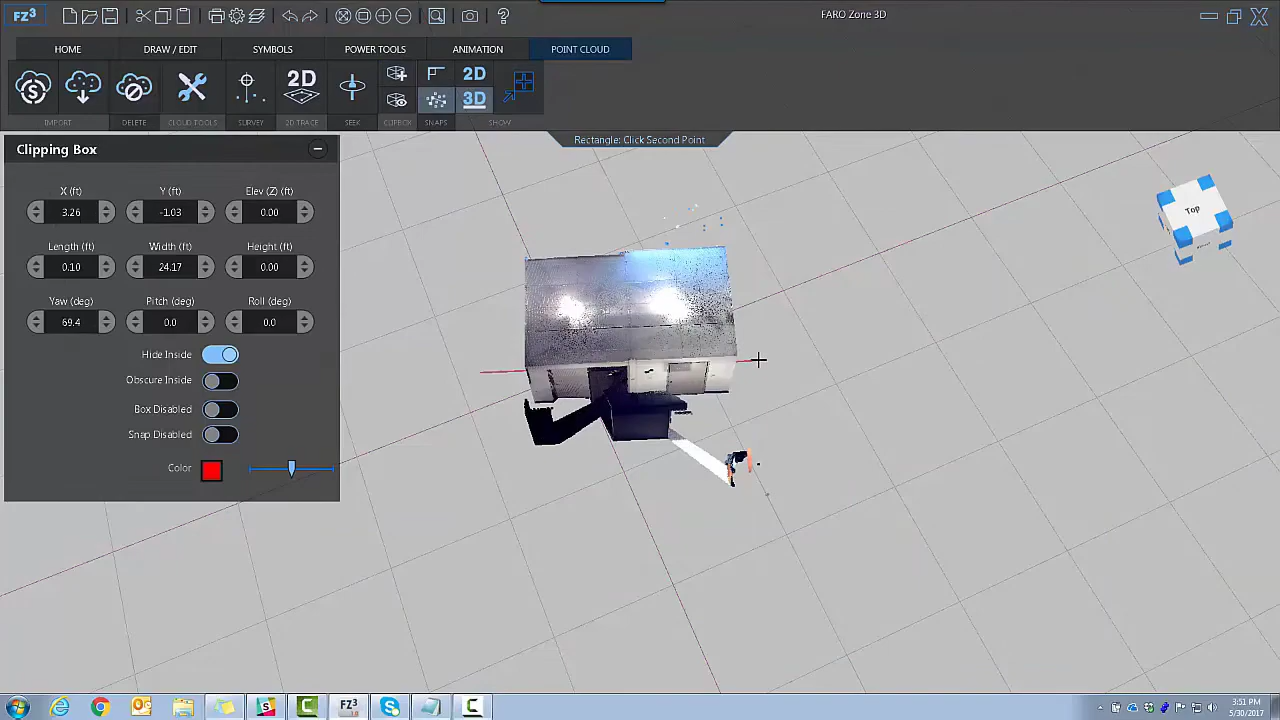 FZ3
FARO Zone 3D
HOME DRAW / EDIT SYMBOLS POWER TOOLS ANIMATION POINT CLOUD
2D 2D
3D
IMPORT DELETE CLOUD TOOLS SURVEY 2D TRACE SEEK CLIPBOX SNAPS SHOW
Rectangle: Click Second Point
Clipping Box
X (ft) Y (ft) Elev (Z) (ft)
3.26 -1.03 0.00
Length (ft) Width (ft) Height (ft)
0.10 24.17 0.00
Yaw (deg) Pitch (deg) Roll (deg)
69.4 0.0 0.0
Hide Inside
Obscure Inside
Box Disabled
Snap Disabled
Color
Top
3:51 PM
5/30/2017